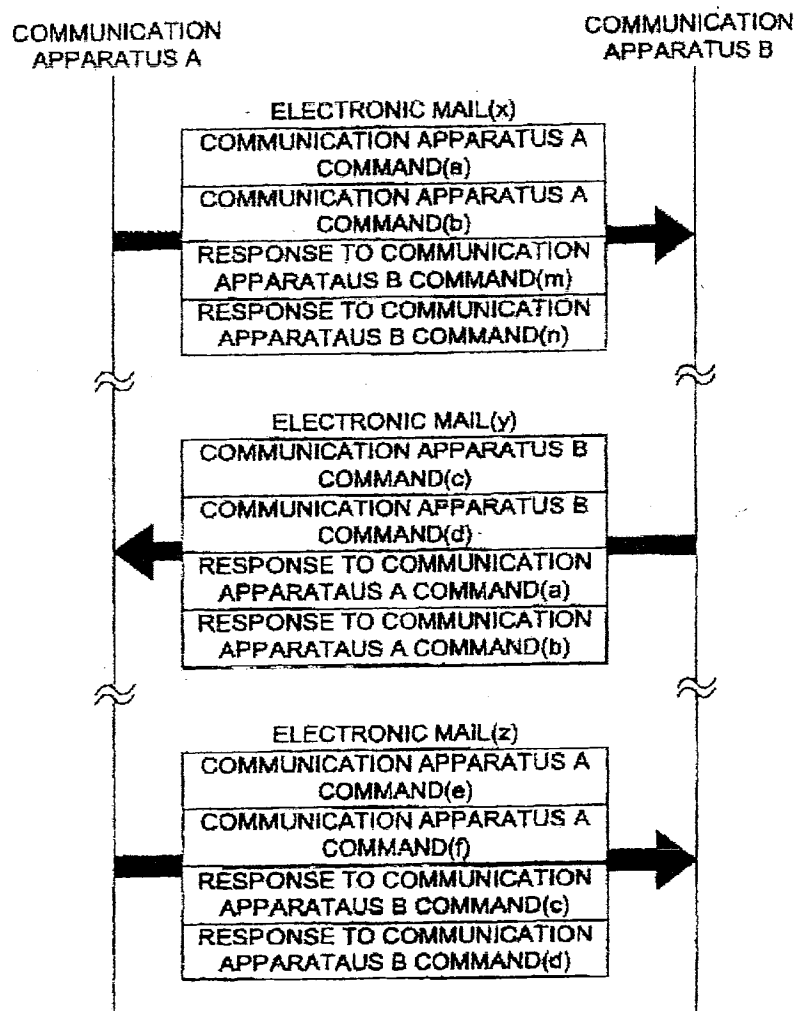 COMMUNICATION
APPARATUS A
COMMUNICATION
APPARATUS B
ELECTRONIC MAIL(x)
COMMUNICATION APPARATUS A
COMMAND(a)
COMMUNICATION APPARATUS A
COMMAND(b)
RESPONSE TO COMMUNICATION
APPARATAUS B COMMAND(m)
RESPONSE TO COMMUNICATION
APPARATAUS B COMMAND(n)
ELECTRONIC MAIL(y)
COMMUNICATION APPARATUS B
COMMAND(c)
COMMUNICATION APPARATUS B
COMMAND(d)
RESPONSE TO COMMUNICATION
APPARATAUS A COMMAND(a)
RESPONSE TO COMMUNICATION
APPARATAUS A COMMAND(b)
ELECTRONIC MAIL(z)
COMMUNICATION APPARATUS A
COMMAND(e)
COMMUNICATION APPARATUS A
COMMAND(f)
RESPONSE TO COMMUNICATION
APPARATAUS B COMMAND(c)
RESPONSE TO COMMUNICATION
APPARATAUS B COMMAND(d)